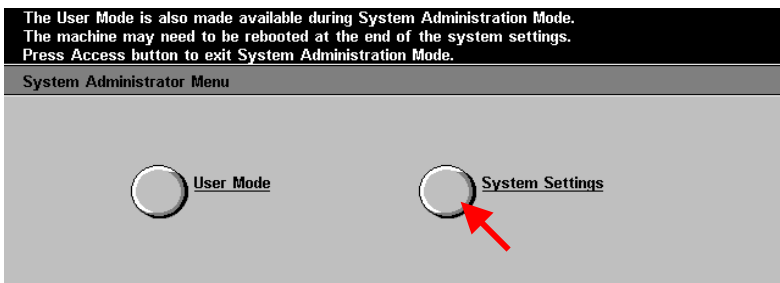 The User Mode is also made available during System Administration Mode.
The machine may need to be rebooted at the end of the system settings.
Press Access button to exit System Administration Mode.
System Administrator Menu
User Mode
System Settings